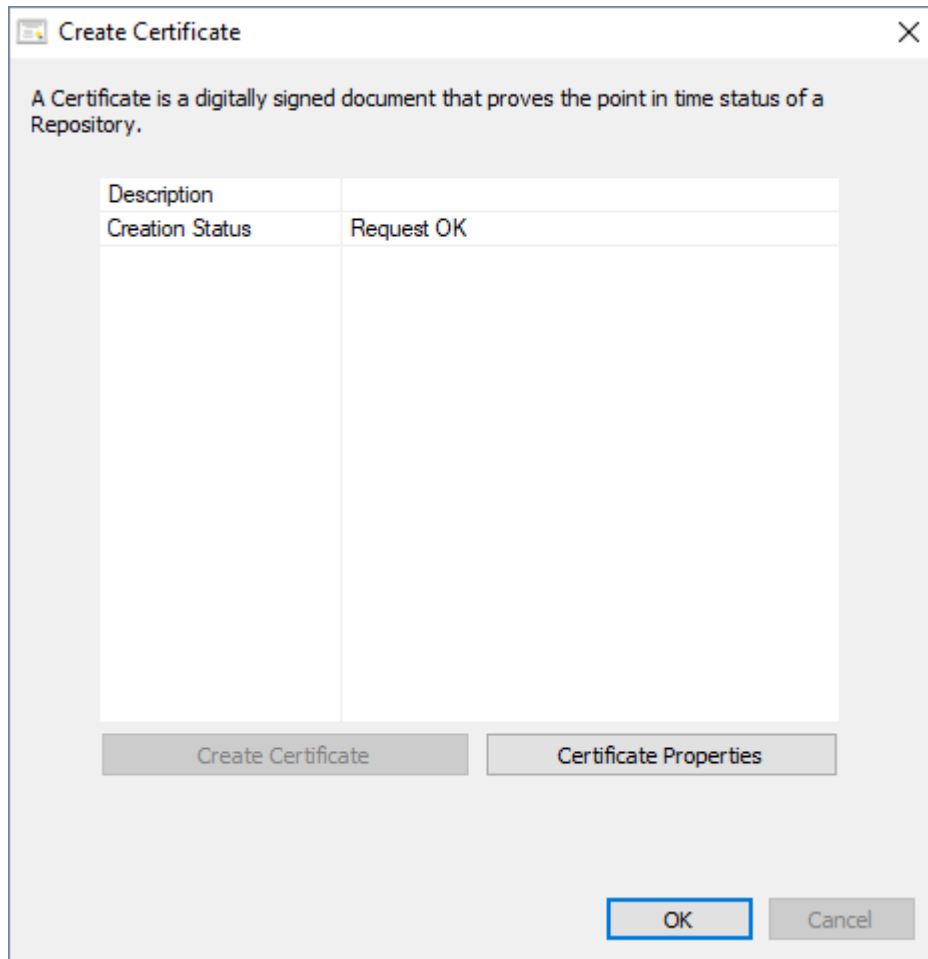 Create Certificate
A Certificate is a digitally signed document that proves the point in time status of a
Repository.
Description
Creation Status Request OK
Create Certificate Certificate Properties
OK Cancel